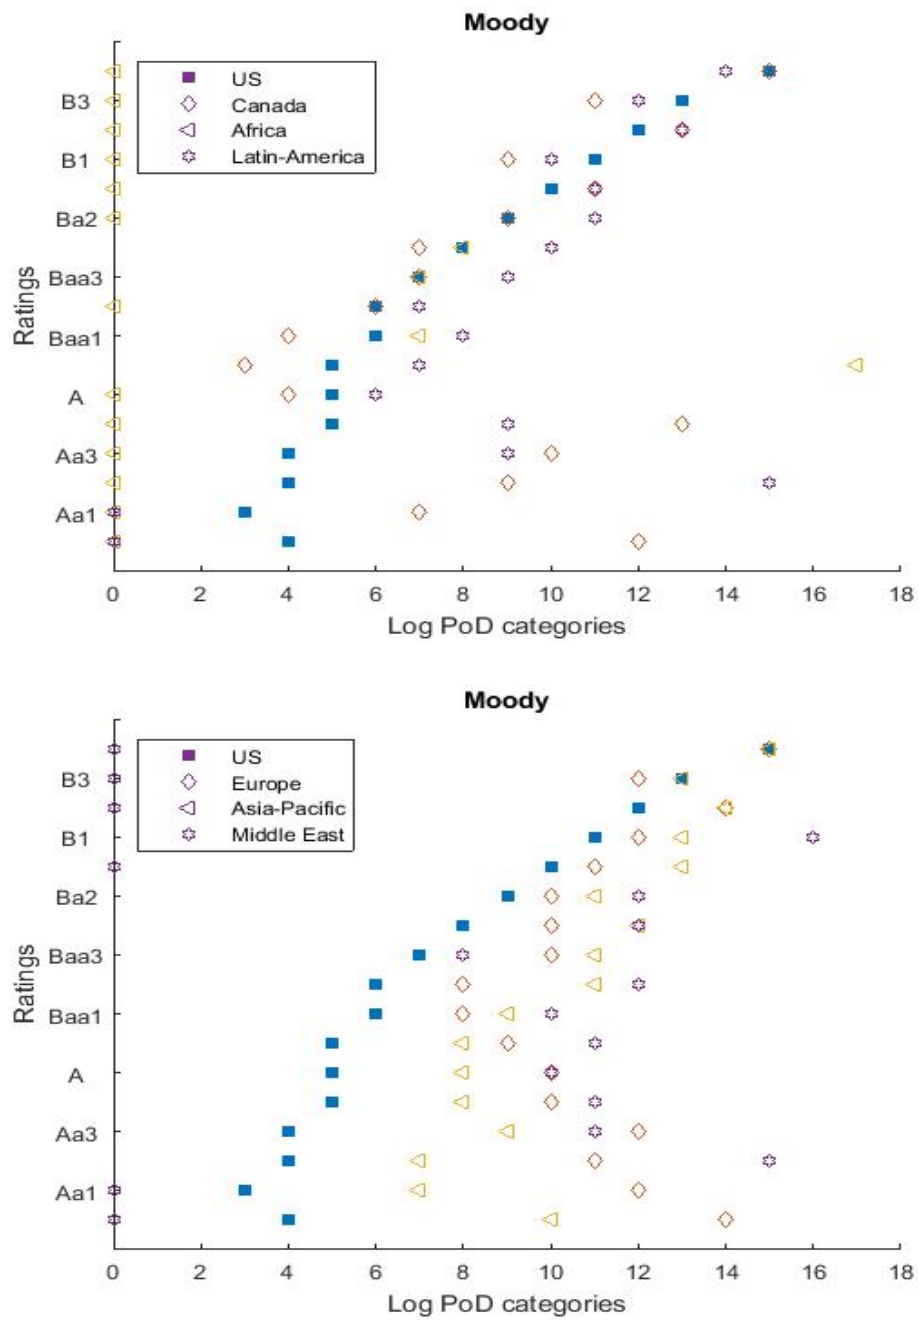 Moody
US
Canada
Africa
Latin-America
B3
B1
Ba2
Baa3
Baa1
A
Aa3
Aa1
Ratings
0 2 4 6 8 10 12 14 16 18
Log PoD categories
Moody
US
Europe
Asia-Pacific
Middle East
B3
B1
Ba2
Baa3
Baa1
A
Aa3
Aa1
Ratings
0 2 4 6 8 10 12 14 16 18
Log PoD categories